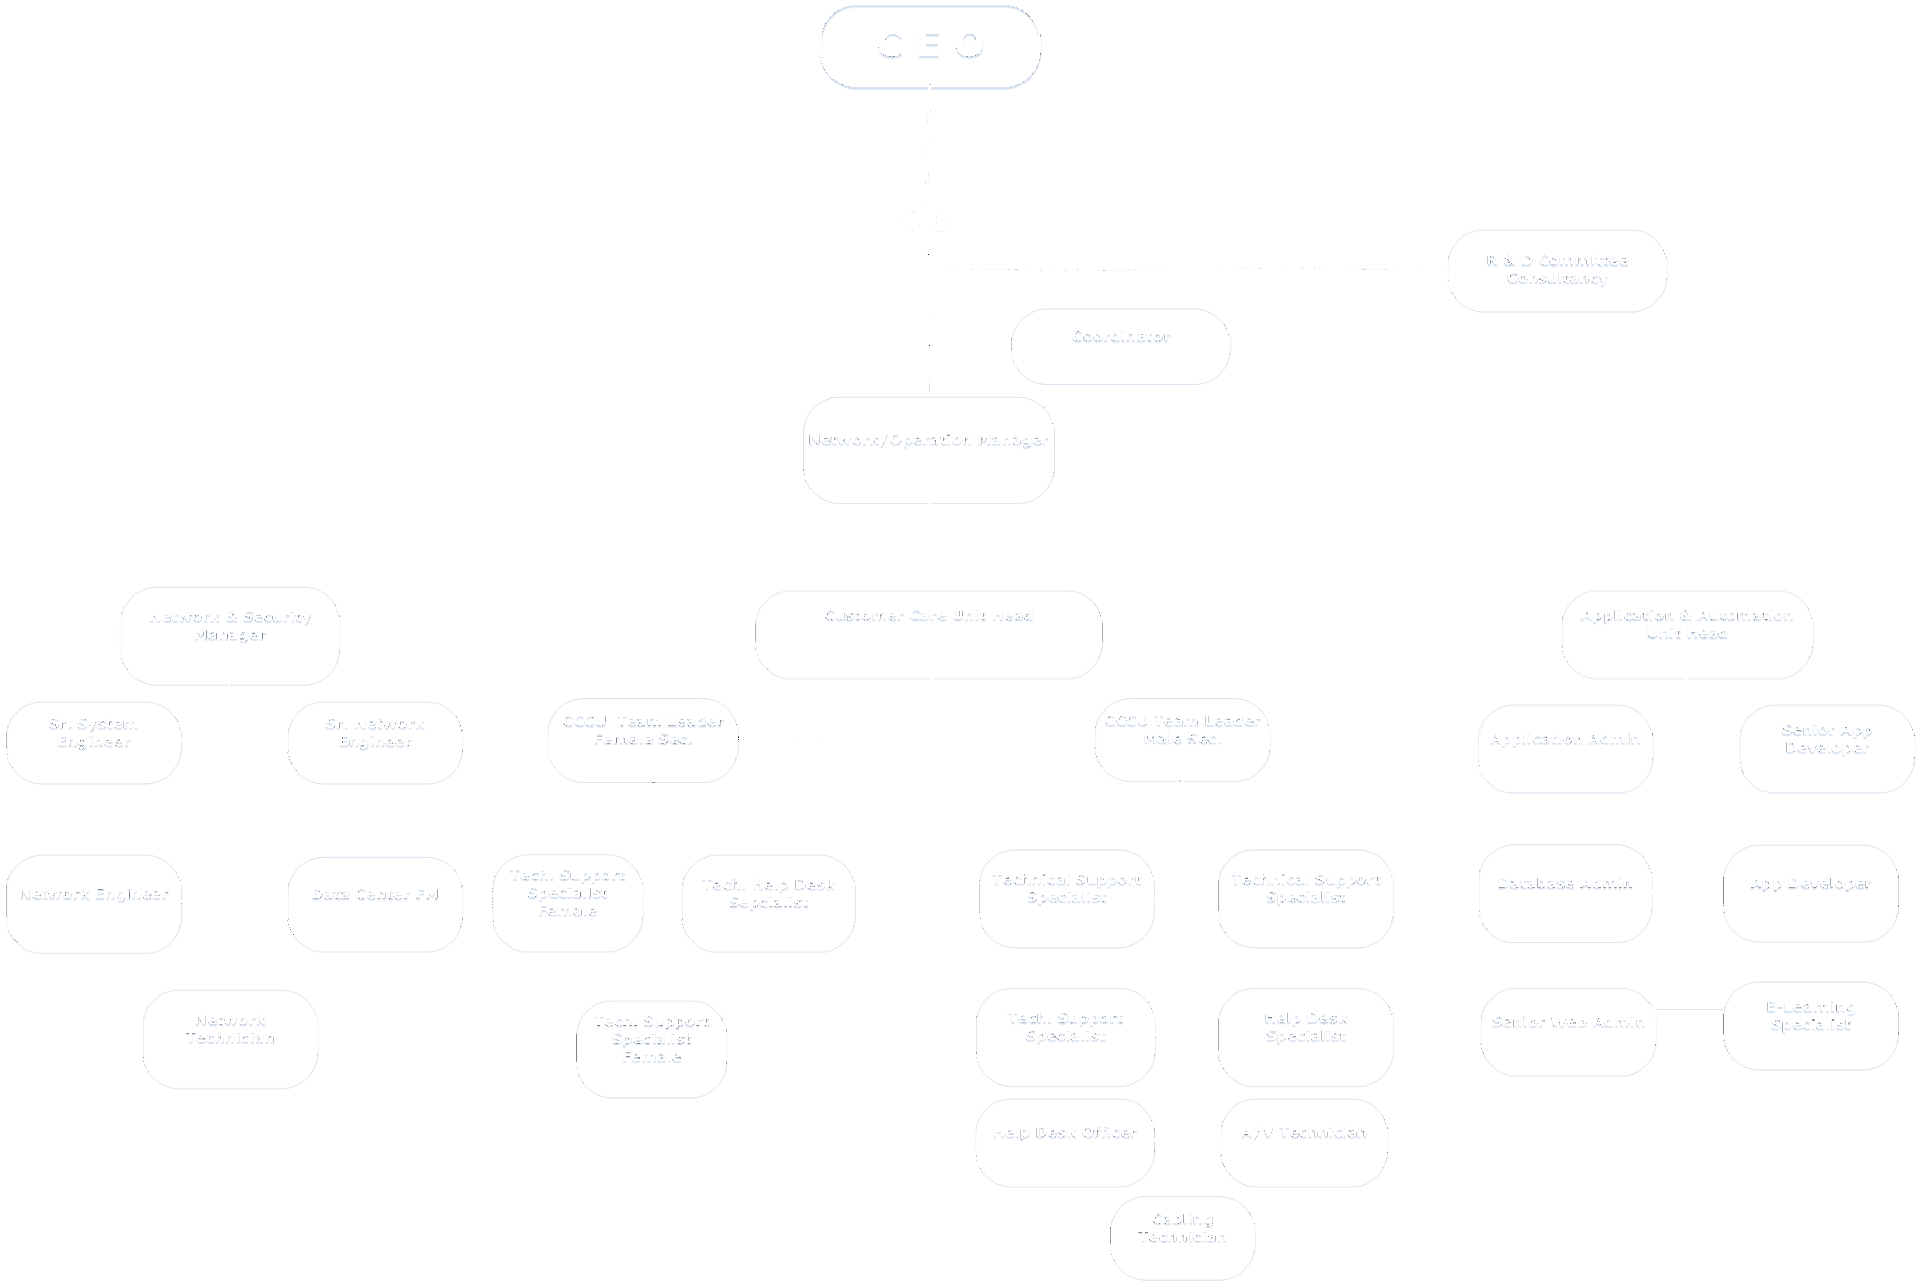 C E O
R & D Committee
Consultancy
Coordinator
Network/Operation Manager
Network & Security
Manager
Customer Care Unit Head
Application & Automation
Unit Head
Sr. System
Engineer
Sr. Network
Engineer
CCCU Team Leader
Female Sec.
CCCU Team Leader
Male Sec.
Application Admin
Senior App
Developer
Network Engineer
Data Center FM
Tech. Support
Specialist
Female
Tech. Help Desk
Sepcialist
Technical Support
Specialist
Technical Support
Specialist
Database Admin
App Developer
Network
Technician
Tech. Support
Specialist
Female
Tech. Support
Specialist
Help Desk
Specialist
Senior Web Admin
E-Learning
Specialist
Help Desk Officer
A/V Technician
Cabling
Technician